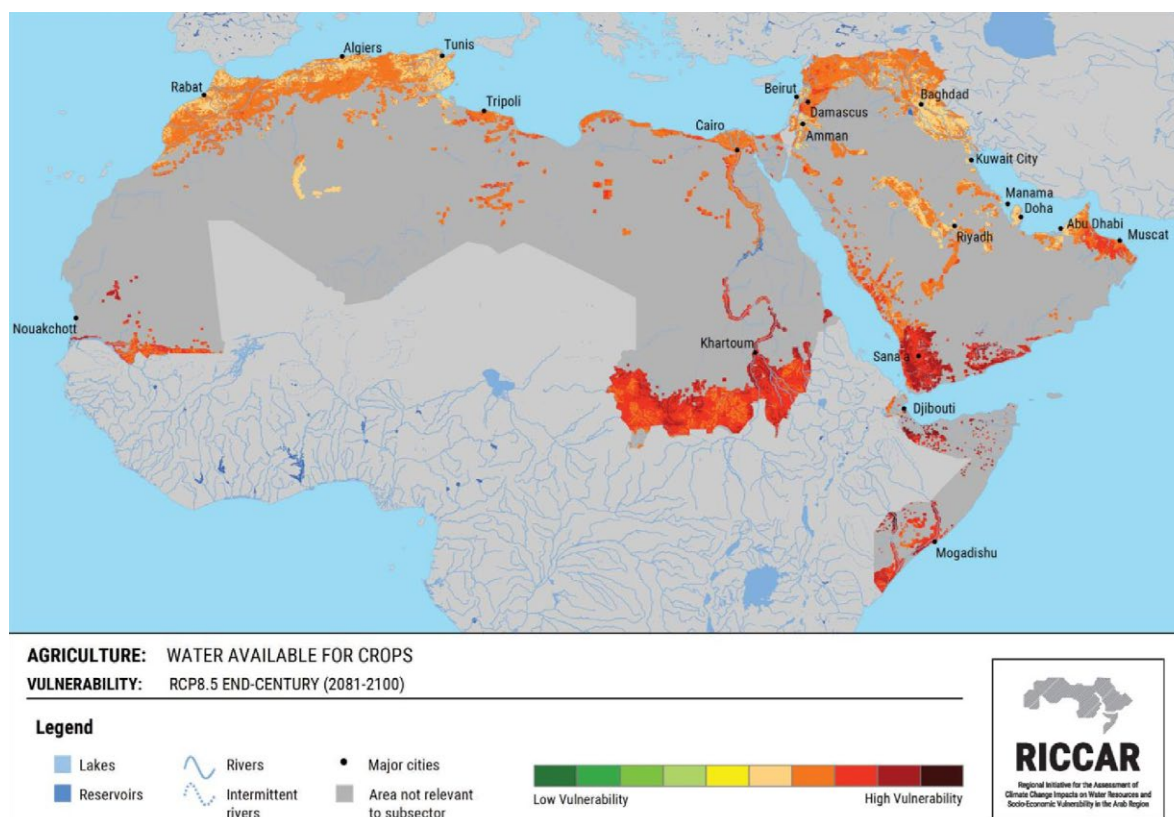 Algiers
Tunis
Rabat
Tripoli
Beirut
Damascus
Baghdad
Cairo
Amman
Kuwait City
Manama
Doha
Abu Dhabi
Riyadh
Muscat
Nouakchott
Khartoum
Sana'a
Djibouti
Mogadishu
AGRICULTURE: WATER AVAILABLE FOR CROPS
VULNERABILITY: RCP8.5 END-CENTURY (2081-2100)
Legend
Lakes
Reservoirs
Rivers
Intermittent
rivers
Major cities
Area not relevant
to subsector
Low Vulnerability
High Vulnerability
RICCAR
Regional Initiative for the Assessment of
Climate Change Impacts on Water Resources and
Socio-Economic Vulnerability in the Arab Region